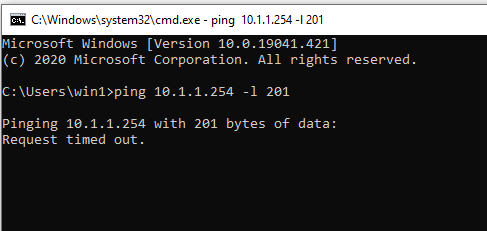 C:\Windows\system32\cmd.exe - ping  10.1.1.254 -l 201
Microsoft Windows [Version 10.0.19041.421]
(c) 2020 Microsoft Corporation. All rights reserved.
C:\Users\win1>ping 10.1.1.254 -l 201
Pinging 10.1.1.254 with 201 bytes of data:
Request timed out.